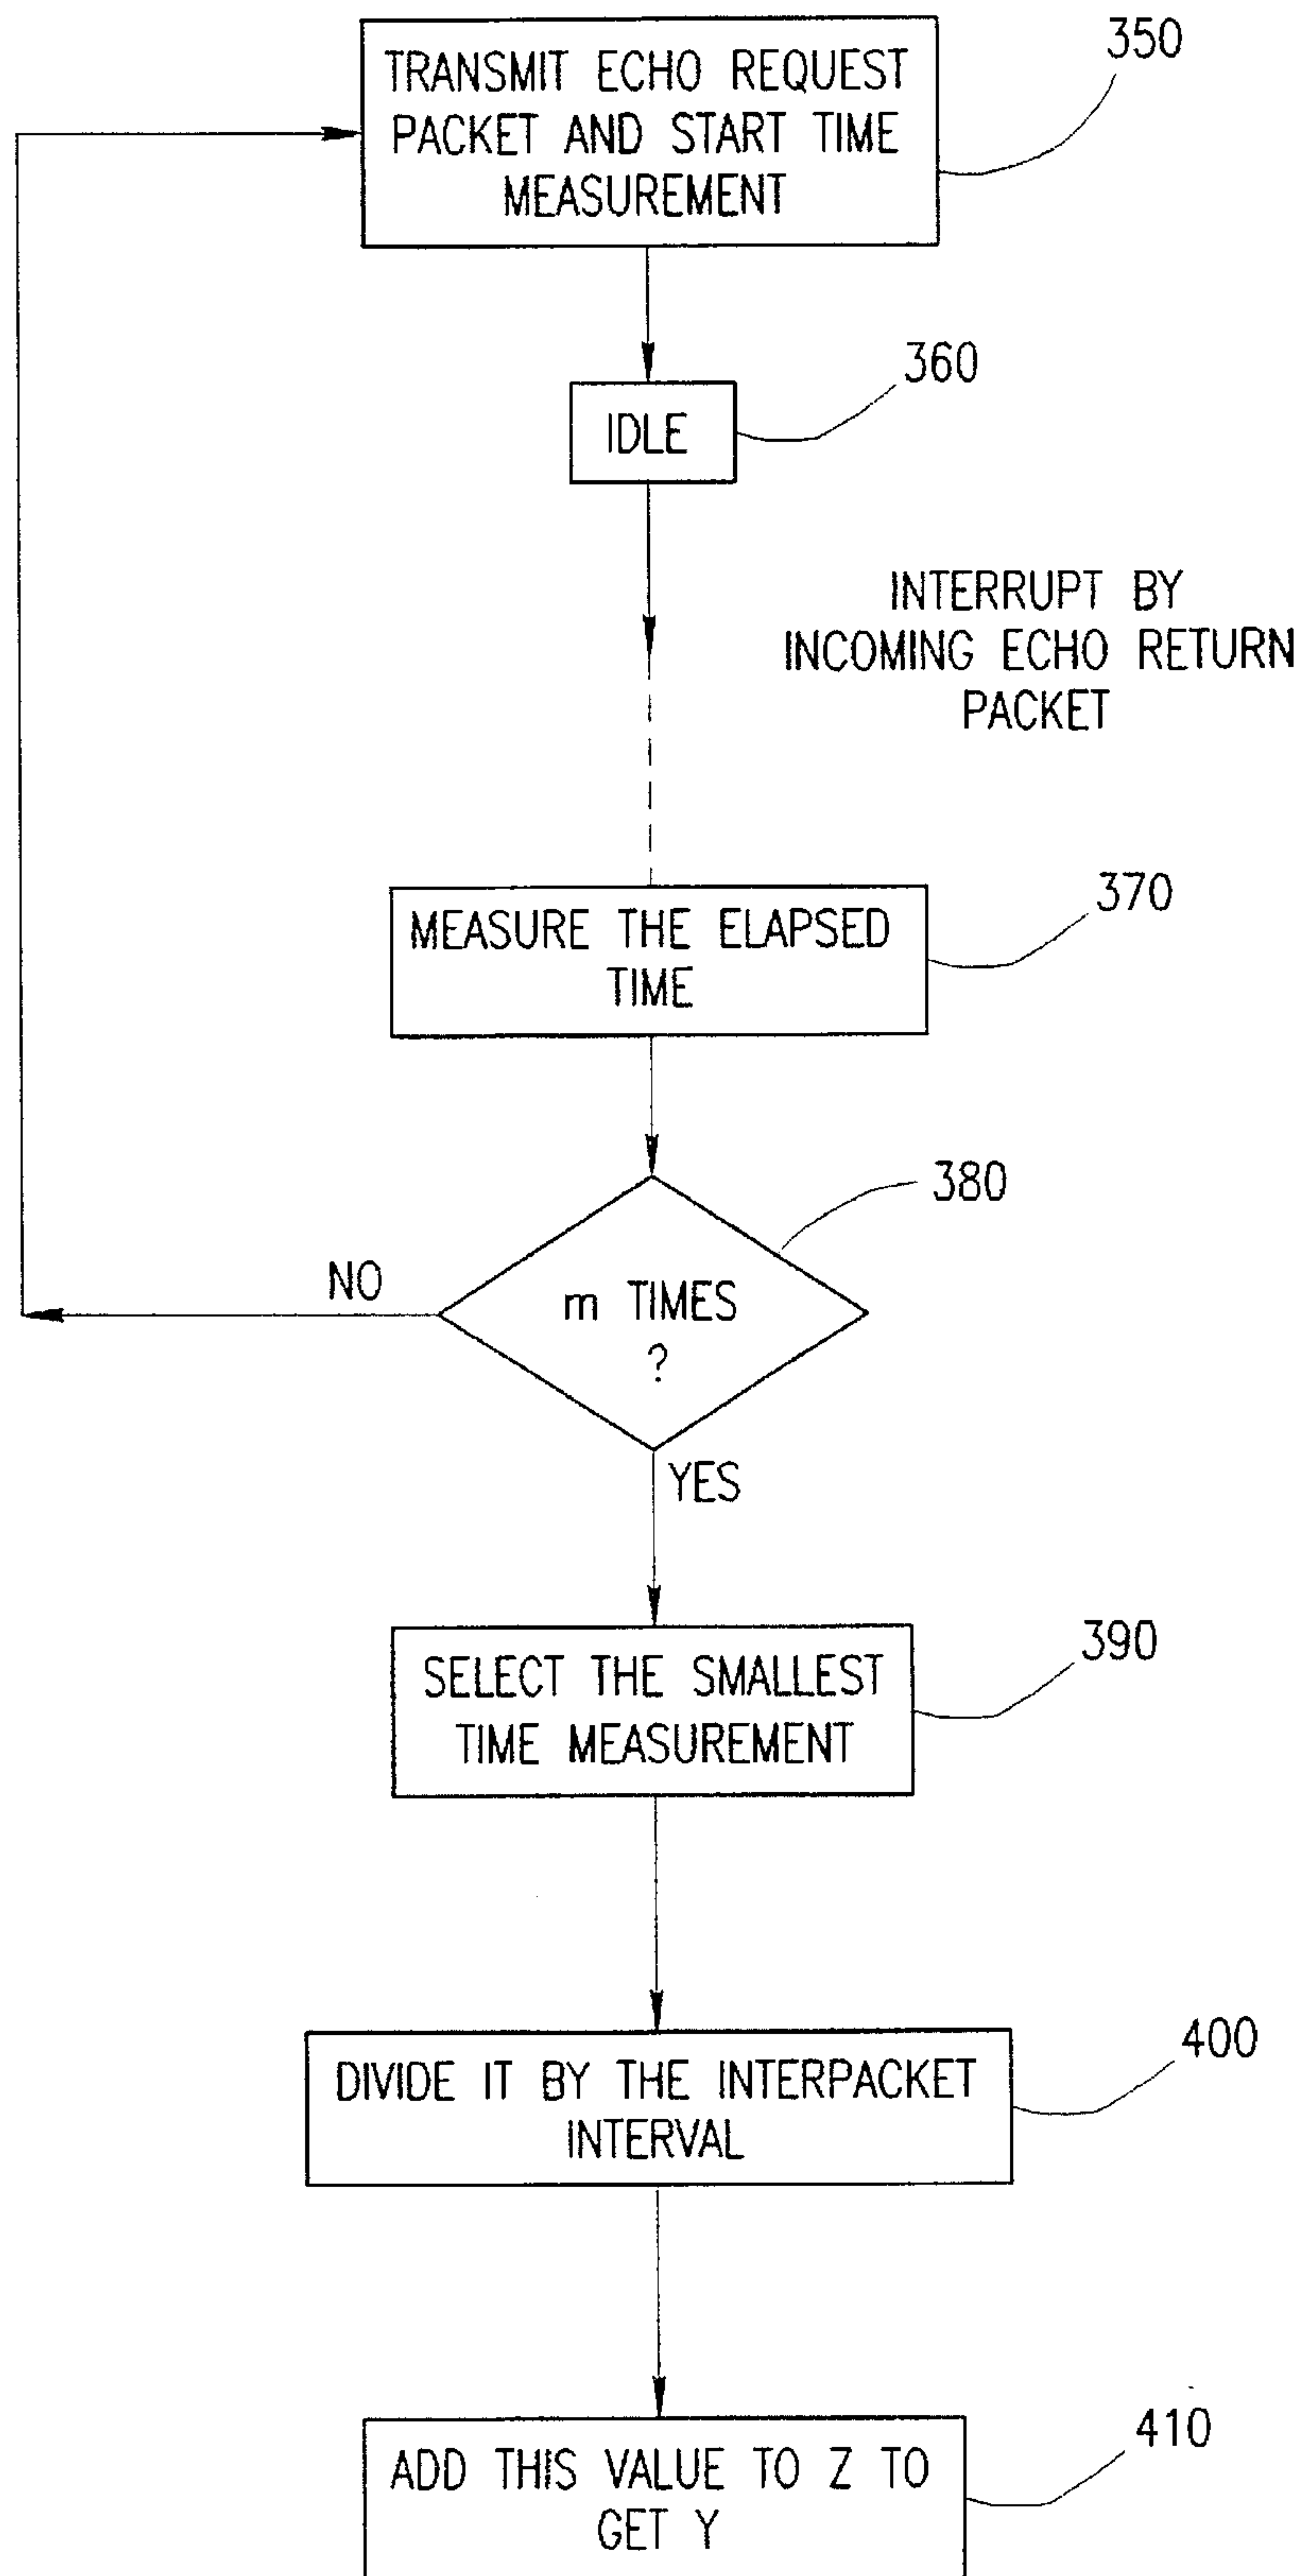 350
TRANSMIT ECHO REQUEST
PACKET AND START TIME
MEASUREMENT
360
IDLE
INTERRUPT BY
INCOMING ECHO RETURN
PACKET
370
MEASURE THE ELAPSED
TIME
380
m TIMES
?
NO
YES
390
SELECT THE SMALLEST
TIME MEASUREMENT
400
DIVIDE IT BY THE INTERPACKET
INTERVAL
410
ADD THIS VALUE TO Z TO
GET Y